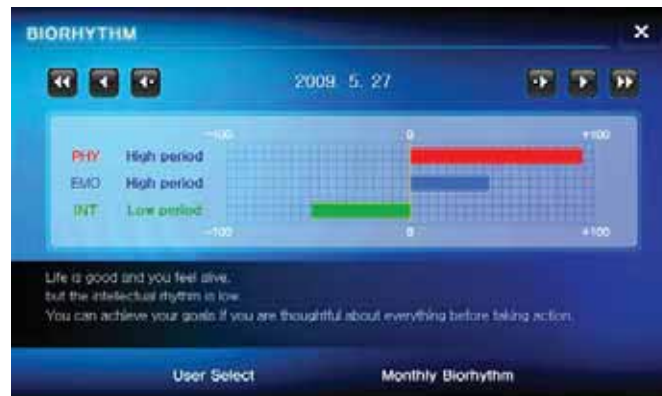 BIORHYTHM
2009. 5. 27
-100 0 +100
PHY High period
EMO High period
INT Low period
-100 0 +100
Life is good and you feel alive,
but the intellectual rhythm is low.
You can achieve your goals if you are thoughtful about everything before taking action.
User Select Monthly Biorhythm